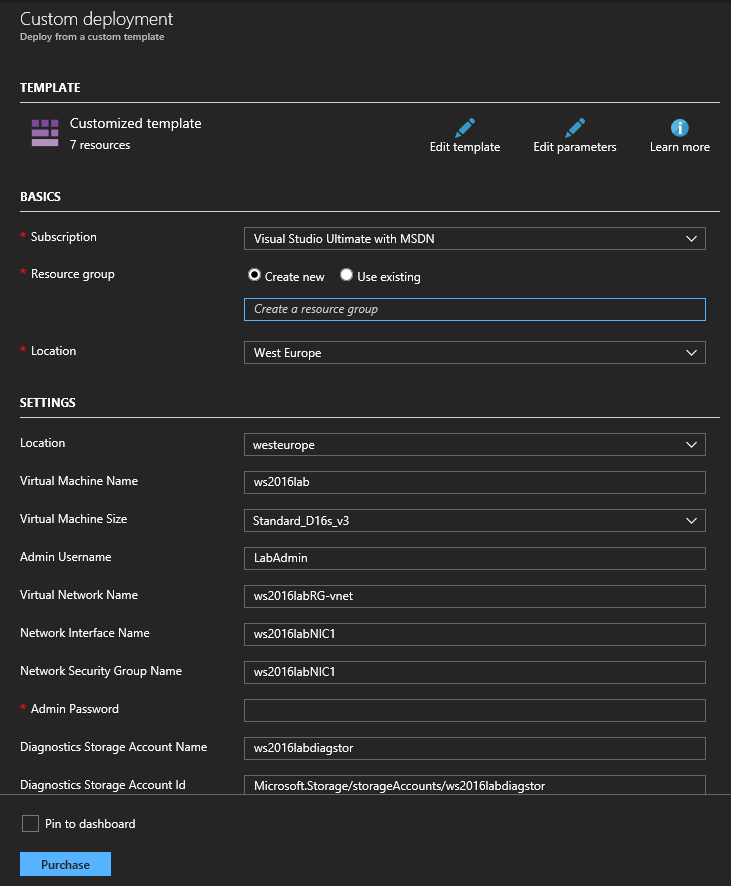 Custom deployment
Deploy from a custom template
TEMPLATE
Customized template
7 resources
Edit template
Edit parameters
Learn more
BASICS
* Subscription
Visual Studio Ultimate with MSDN
* Resource group
Create new
Use existing
Create a resource group
* Location
West Europe
SETTINGS
Location
westeurope
Virtual Machine Name
ws2016lab
Virtual Machine Size
Standard_D16s_v3
Admin Username
LabAdmin
Virtual Network Name
ws2016labRG-vnet
Network Interface Name
ws2016labNIC1
Network Security Group Name
ws2016labNIC1
* Admin Password
Diagnostics Storage Account Name
ws2016labdiagstor
Diagnostics Storage Account Id
Microsoft.Storage/storageAccounts/ws2016labdiagstor
Pin to dashboard
Purchase